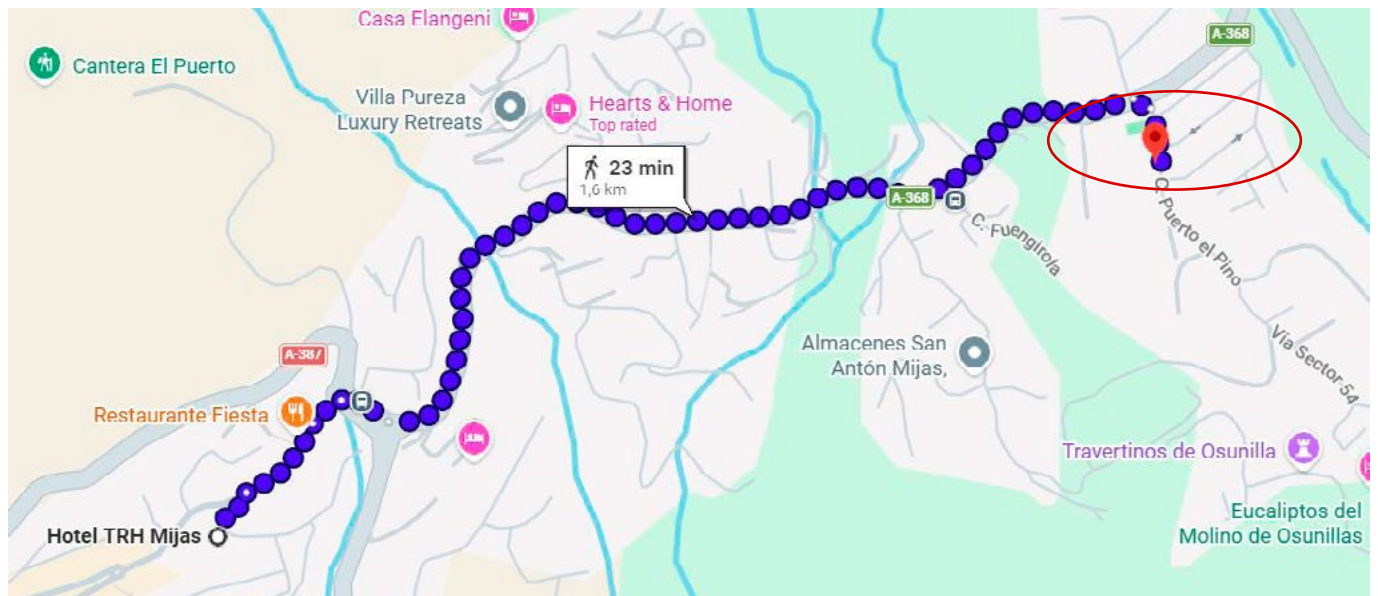 Casa Elangeni
A-368
Cantera El Puerto
Villa Pureza
Luxury Retreats
Hearts & Home
Top rated
23 min
1,6 km
A-368
C. Fuengirola
C. Puerto el Pino
Vía Sector 54
Almacenes San
Antón Mijas,
A-387
Restaurante Fiesta
Travertinos de Osunilla
Eucaliptos del
Molino de Osunillas
Hotel TRH Mijas